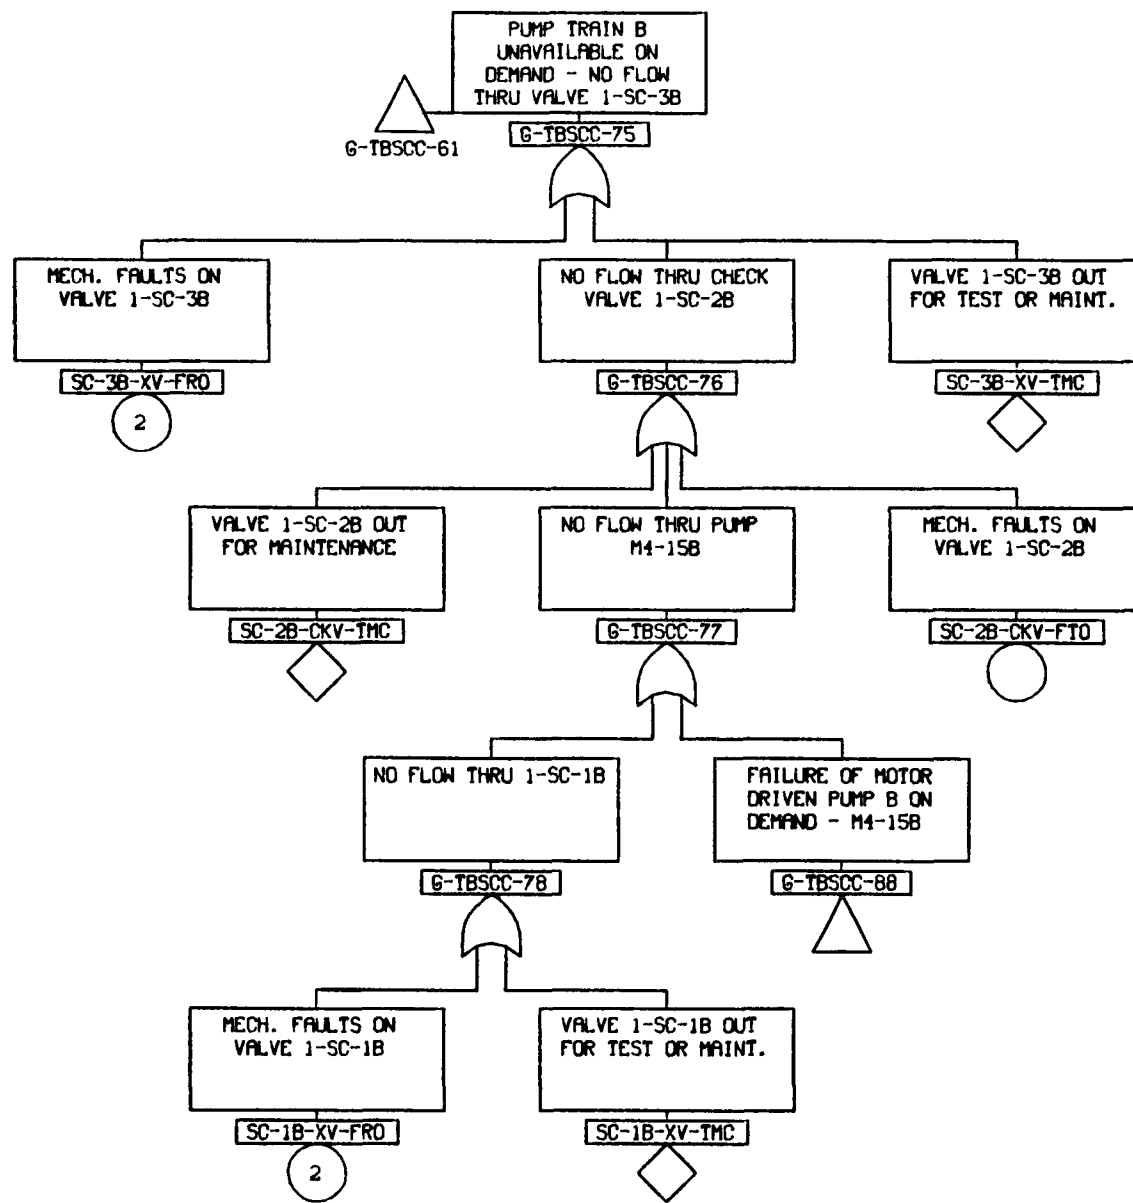 PUMP TRAIN B
UNAVAILABLE ON
DEMAND - NO FLOW
THRU VALVE 1-SC-3B
G-TBSCC-61
G-TBSCC-75
MECH. FAULTS ON
VALVE 1-SC-3B
SC-3B-XV-FRO
2
NO FLOW THRU CHECK
VALVE 1-SC-2B
G-TBSCC-76
VALVE 1-SC-3B OUT
FOR TEST OR MAINT.
SC-3B-XV-TMC
VALVE 1-SC-2B OUT
FOR MAINTENANCE
SC-2B-CKV-TMC
NO FLOW THRU PUMP
M4-15B
G-TBSCC-77
MECH. FAULTS ON
VALVE 1-SC-2B
SC-2B-CKV-FTO
NO FLOW THRU 1-SC-1B
G-TBSCC-78
FAILURE OF MOTOR
DRIVEN PUMP B ON
DEMAND - M4-15B
G-TBSCC-88
MECH. FAULTS ON
VALVE 1-SC-1B
SC-1B-XV-FRO
2
VALVE 1-SC-1B OUT
FOR TEST OR MAINT.
SC-1B-XV-TMC